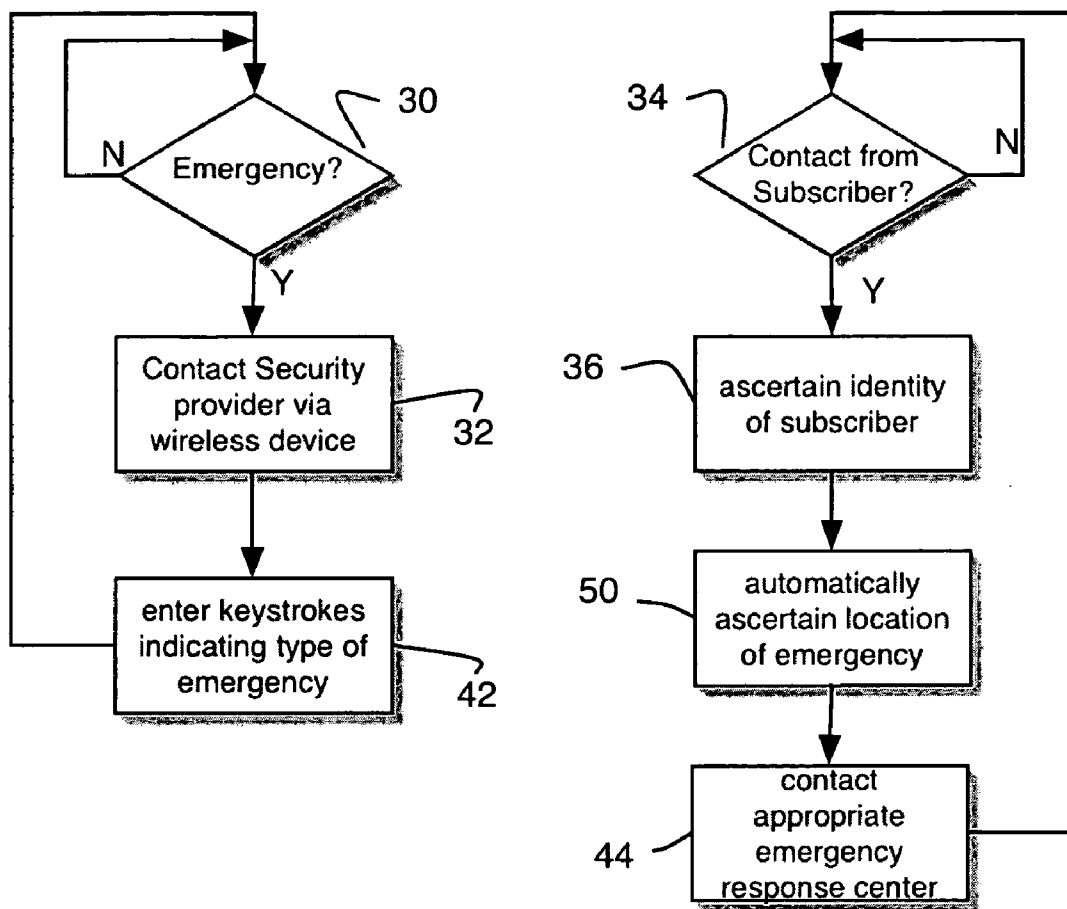 30
N
Emergency?
Y
Contact Security
provider via
wireless device
32
enter keystrokes
indicating type of
emergency
42
34
N
Contact from
Subscriber?
Y
36
ascertain identity
of subscriber
50
automatically
ascertain location
of emergency
contact
appropriate
emergency
response center
44